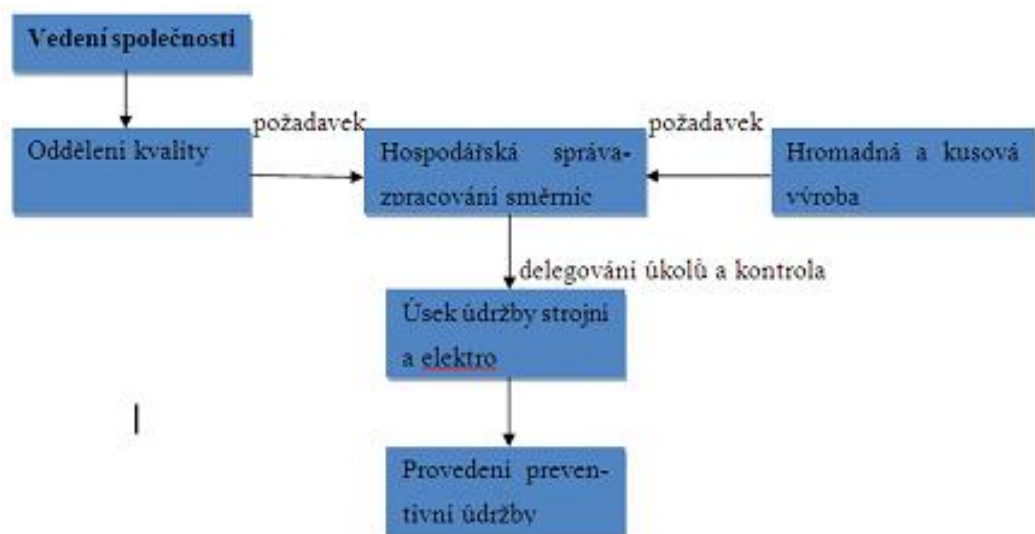 Vedení společnosti
Oddělení kvality
požadavek
Hospodářská správa-
zpracování směrnic
požadavek
Hromadná a kusová
výroba
delegování úkolů a kontrola
Úsek údržby strojní
a elektro
Provedení preven-
tivní údržby